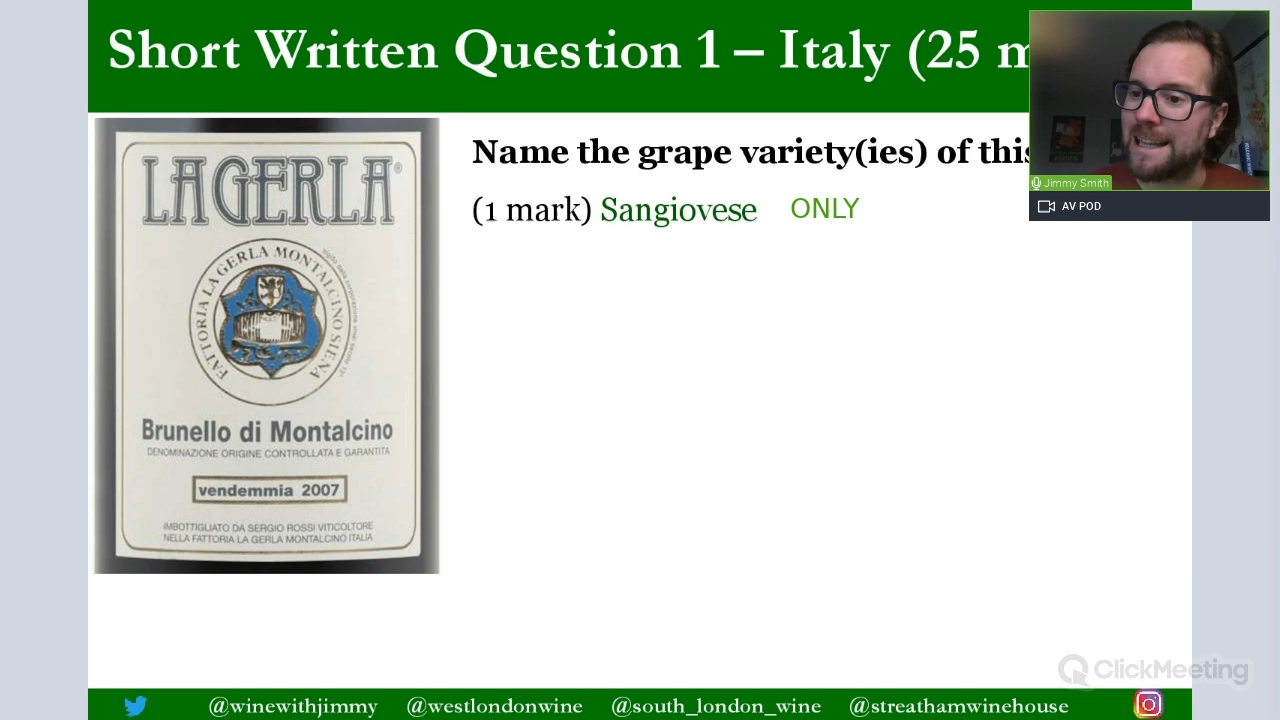 Short Written Question 1 – Italy (25 m
LAGERLA®
FATTORIA LA GERLA MONTALCINO SIENA
Brunello di Montalcino
DENOMINAZIONE ORIGINE CONTROLLATA E GARANTITA
vendemmia 2007
IMBOTTIGLIATO DA SERGIO ROSSI VITICOLTORE
NELLA FATTORIA LA GERLA MONTALCINO ITALIA
Name the grape variety(ies) of this
(1 mark) Sangiovese ONLY
Jimmy Smith
AV POD
ClickMeeting
@winewithjimmy @westlondonwine @south_london_wine @streathamwinehouse